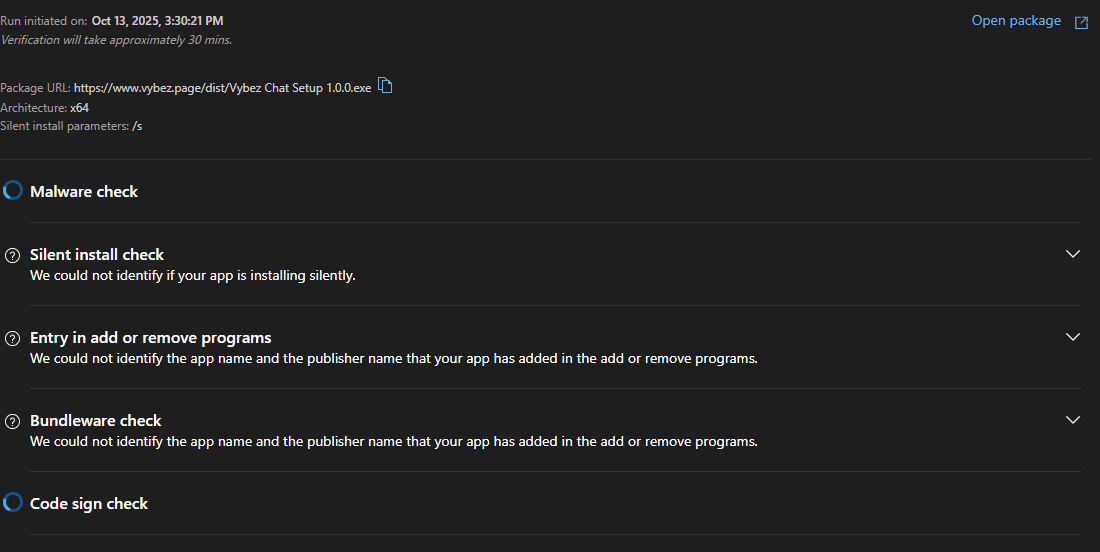 Run initiated on: Oct 13, 2025, 3:30:21 PM
Open package
Verification will take approximately 30 mins.
Package URL: https://www.vybez.page/dist/Vybez Chat Setup 1.0.0.exe
Architecture: x64
Silent install parameters: /s
Malware check
Silent install check
We could not identify if your app is installing silently.
Entry in add or remove programs
We could not identify the app name and the publisher name that your app has added in the add or remove programs.
Bundleware check
We could not identify the app name and the publisher name that your app has added in the add or remove programs.
Code sign check